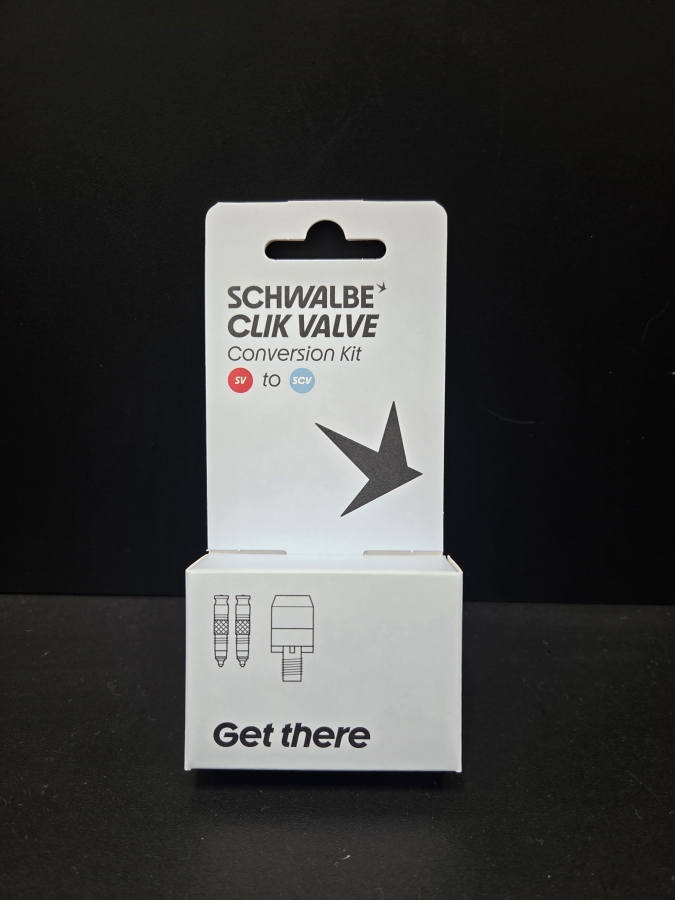 SCHWALBE
CLIK VALVE
Conversion Kit
SV to SCV
Get there